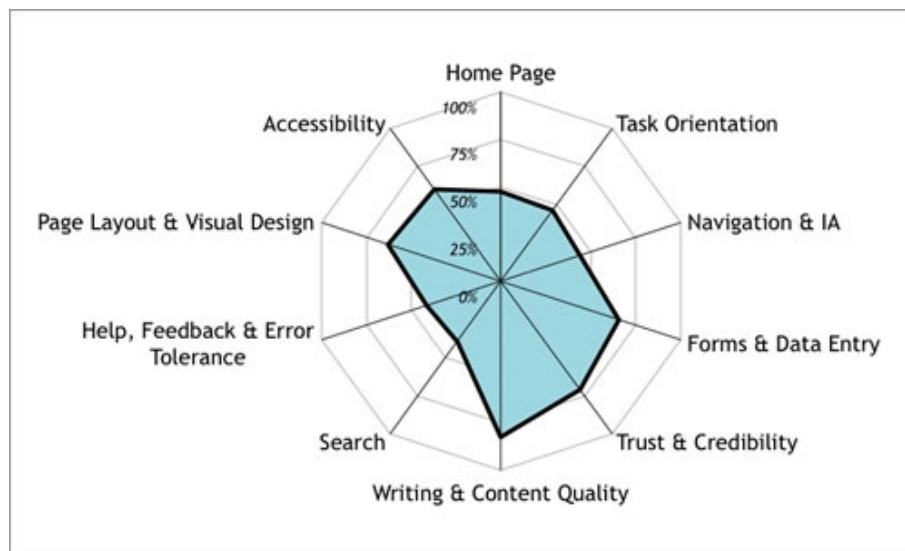 Home Page
100%
Accessibility
Task Orientation
75%
50%
Page Layout & Visual Design
Navigation & IA
25%
0%
Help, Feedback & Error
Tolerance
Forms & Data Entry
Search
Trust & Credibility
Writing & Content Quality